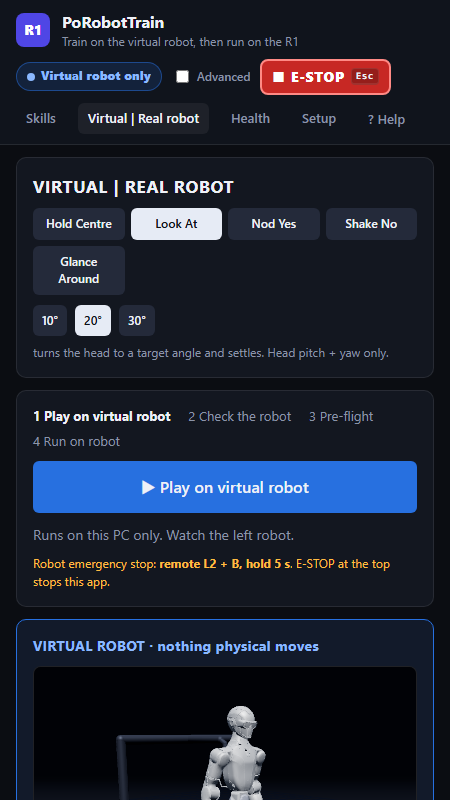 R1
PoRobotTrain
Train on the virtual robot, then run on the R1
Virtual robot only
Advanced
E-STOP Esc
Skills
Virtual | Real robot
Health
Setup
? Help
VIRTUAL | REAL ROBOT
Hold Centre
Look At
Nod Yes
Shake No
Glance
Around
10°
20°
30°
turns the head to a target angle and settles. Head pitch + yaw only.
1 Play on virtual robot
2 Check the robot
3 Pre-flight
4 Run on robot
▶ Play on virtual robot
Runs on this PC only. Watch the left robot.
Robot emergency stop: remote L2 + B, hold 5 s. E-STOP at the top
stops this app.
VIRTUAL ROBOT · nothing physical moves